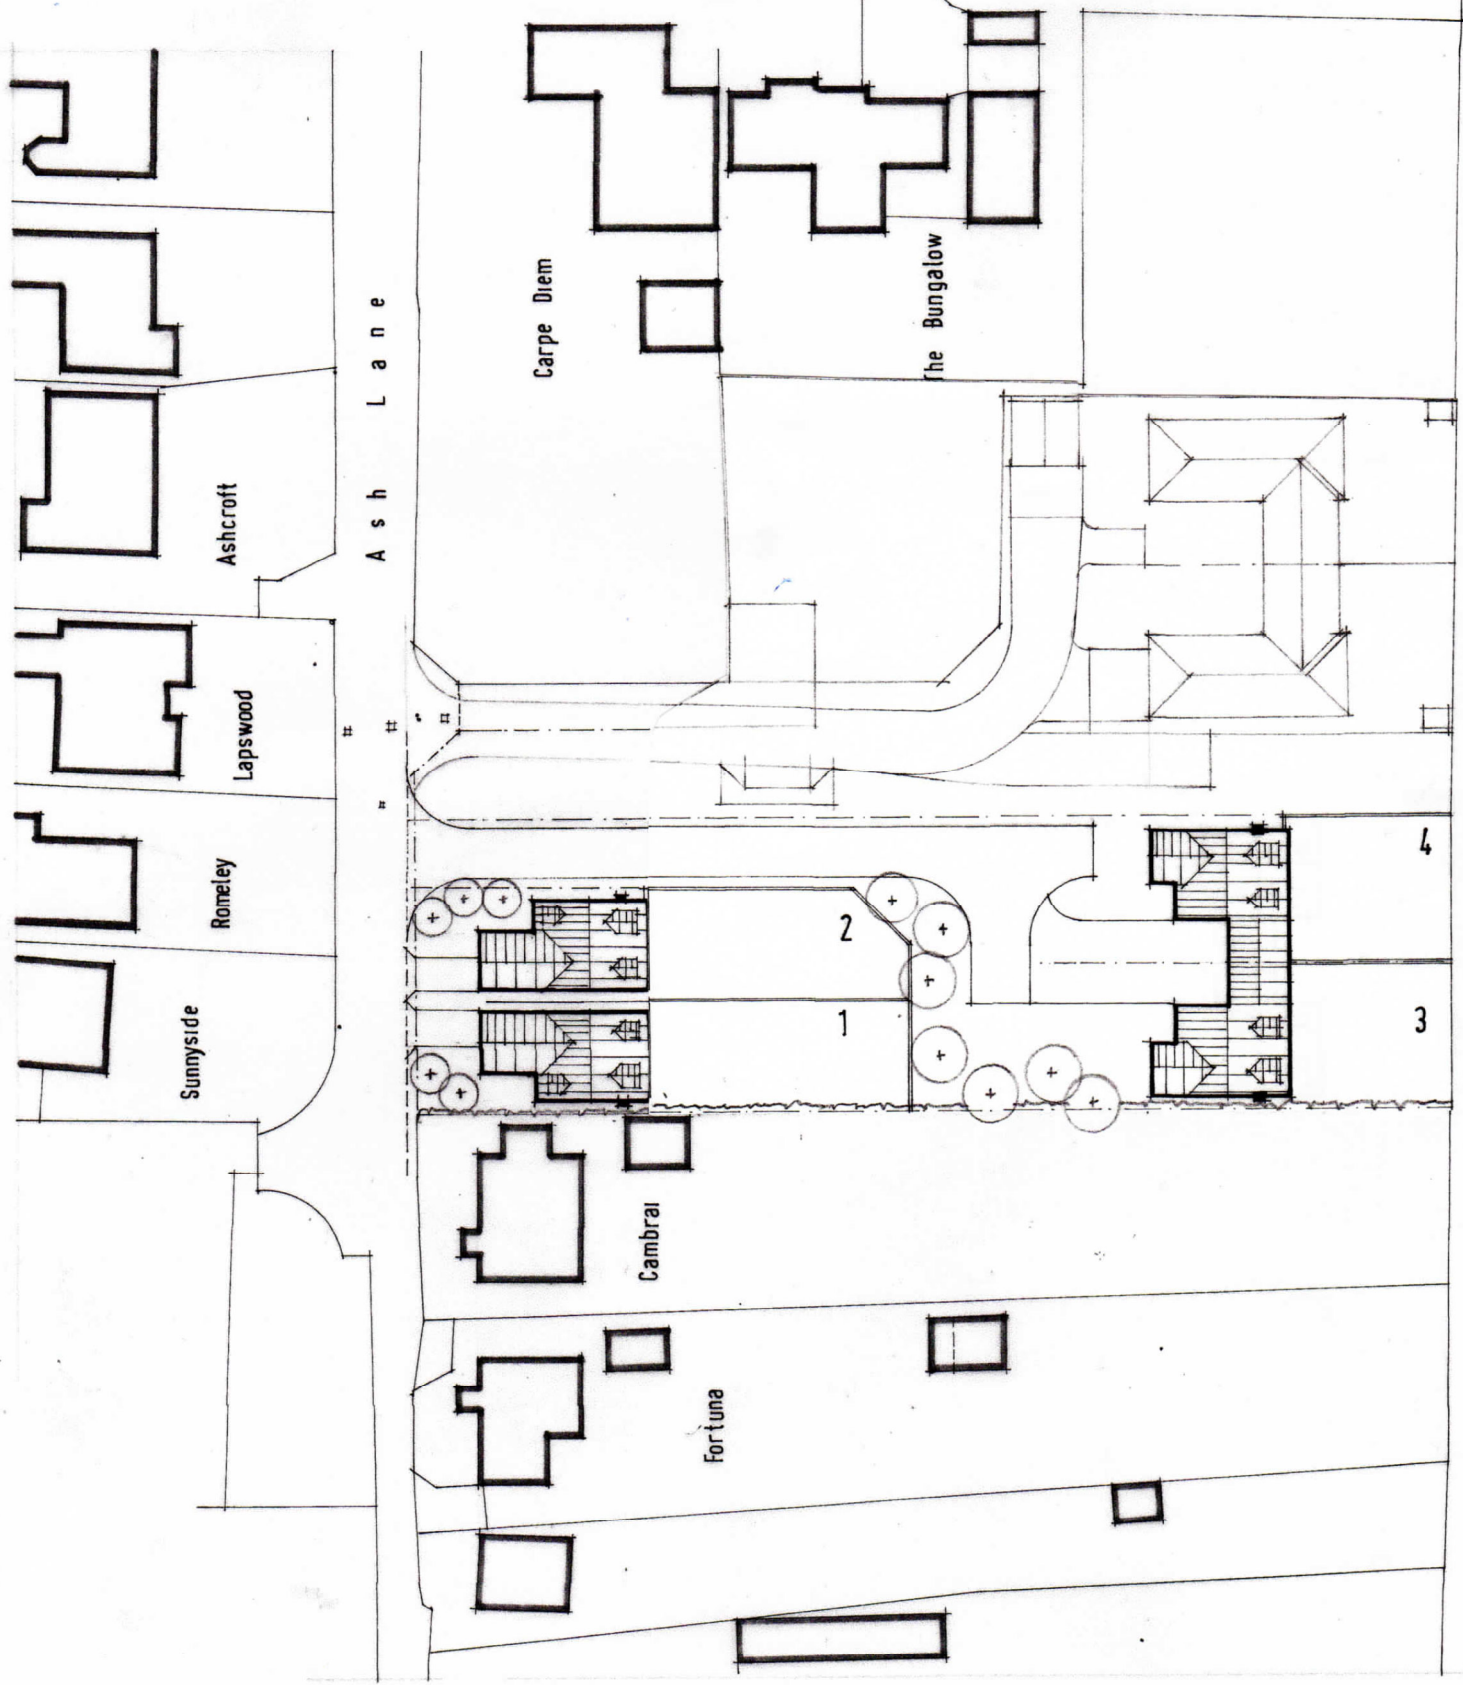 Sunnyside
Romeley
Lapswood
Ashcroft
Ash Lane
Carpe Diem
Fortuna
Cambrai
1
2
The Bungalow
3
4